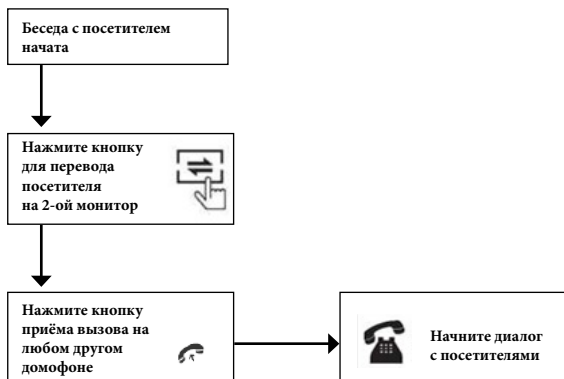 Беседа с посетителем
начата
Нажмите кнопку
для перевода
посетителя
на 2-ой монитор
Нажмите кнопку
приёма вызова на
любом другом
домофоне
Начните диалог
с посетителями